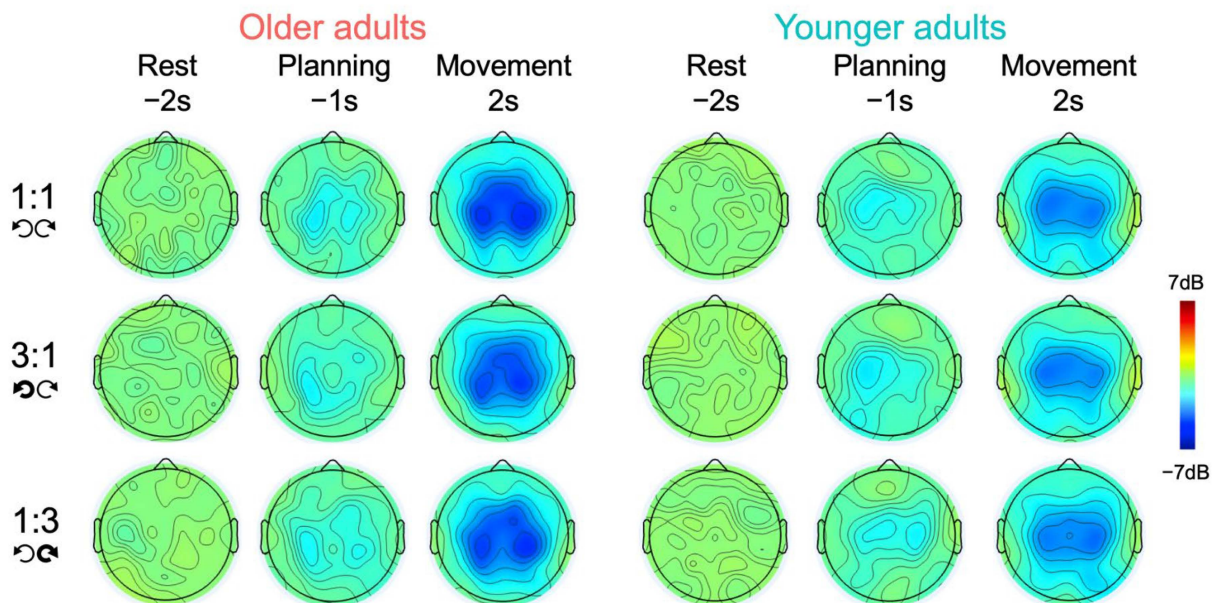 Older adults
Younger adults
Rest
−2s
Planning
−1s
Movement
2s
Rest
−2s
Planning
−1s
Movement
2s
1:1
3:1
1:3
7dB
−7dB